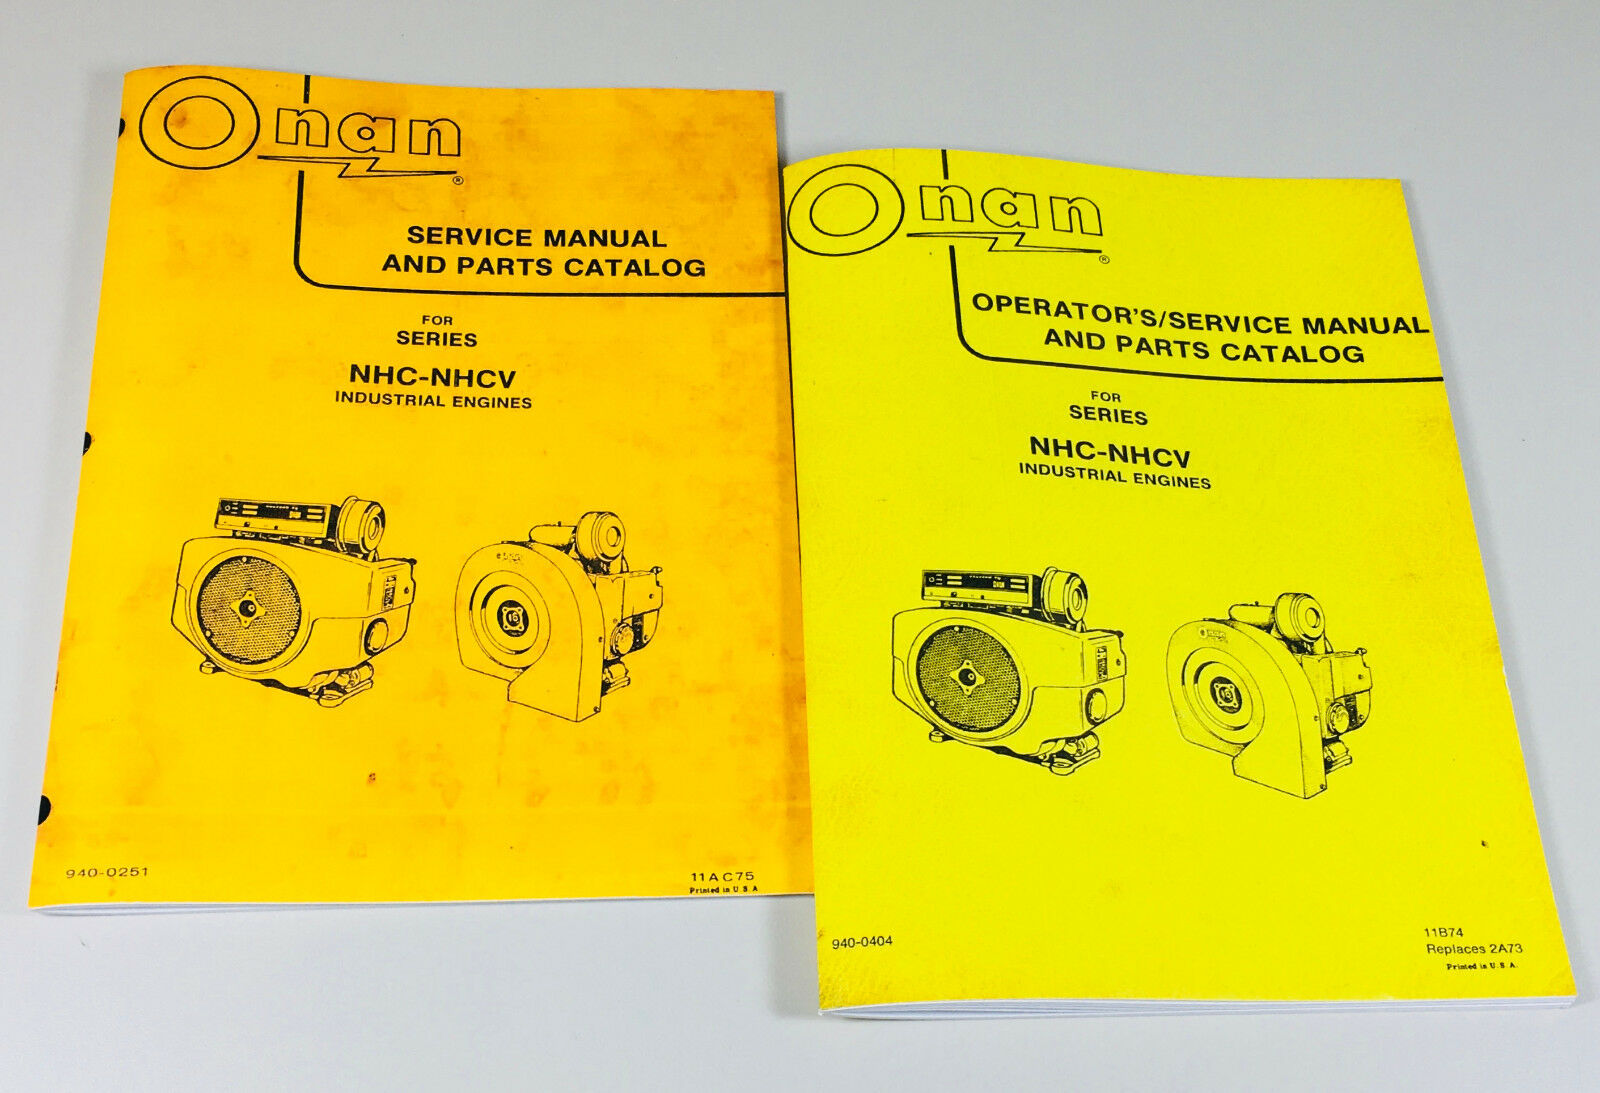 Onan
®
SERVICE MANUAL
AND PARTS CATALOG
FOR
SERIES
NHC-NHCV
INDUSTRIAL ENGINES
940-0251
11AC75
Printed in U.S.A
Onan
®
OPERATOR'S/SERVICE MANUAL
AND PARTS CATALOG
FOR
SERIES
NHC-NHCV
INDUSTRIAL ENGINES
Onan
940-0404
11B74
Replaces 2A73
Printed in U.S.A.